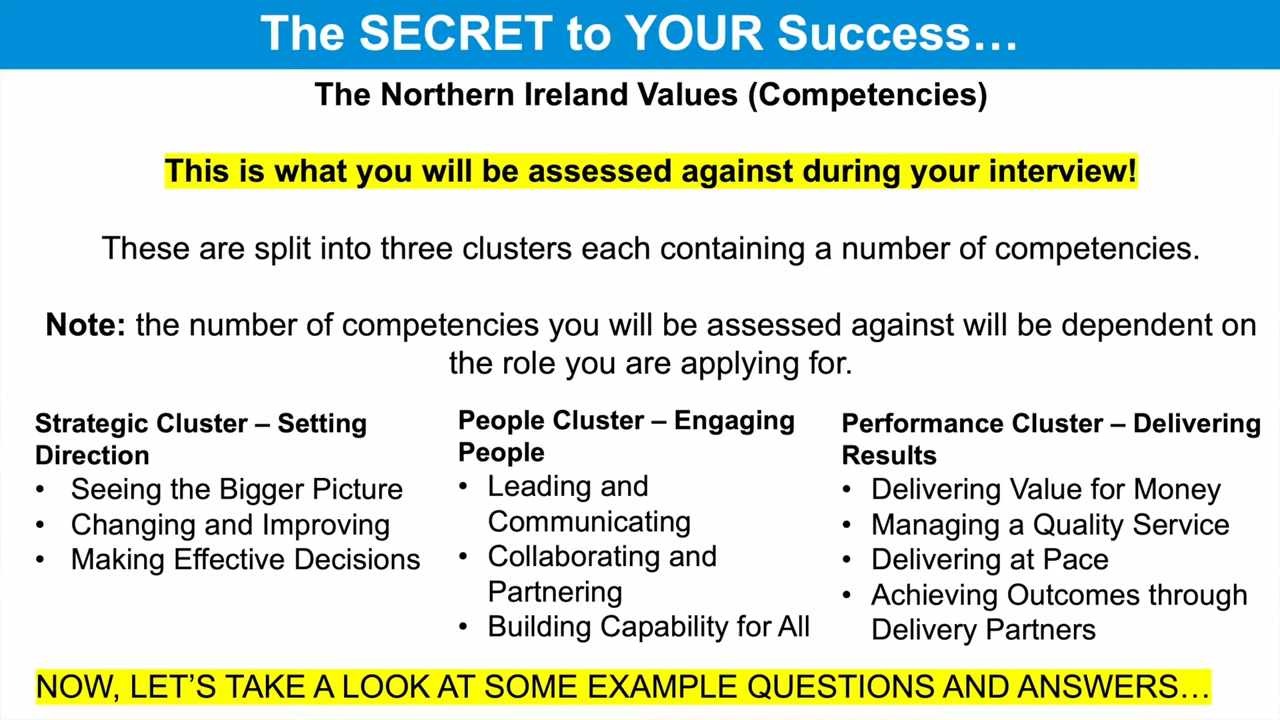 The SECRET to YOUR Success…
The Northern Ireland Values (Competencies)
This is what you will be assessed against during your interview!
These are split into three clusters each containing a number of competencies.
Note: the number of competencies you will be assessed against will be dependent on
the role you are applying for.
Strategic Cluster – Setting
Direction
• Seeing the Bigger Picture
• Changing and Improving
• Making Effective Decisions
People Cluster – Engaging
People
• Leading and
Communicating
• Collaborating and
Partnering
• Building Capability for All
Performance Cluster – Delivering
Results
• Delivering Value for Money
• Managing a Quality Service
• Delivering at Pace
• Achieving Outcomes through
Delivery Partners
NOW, LET’S TAKE A LOOK AT SOME EXAMPLE QUESTIONS AND ANSWERS…